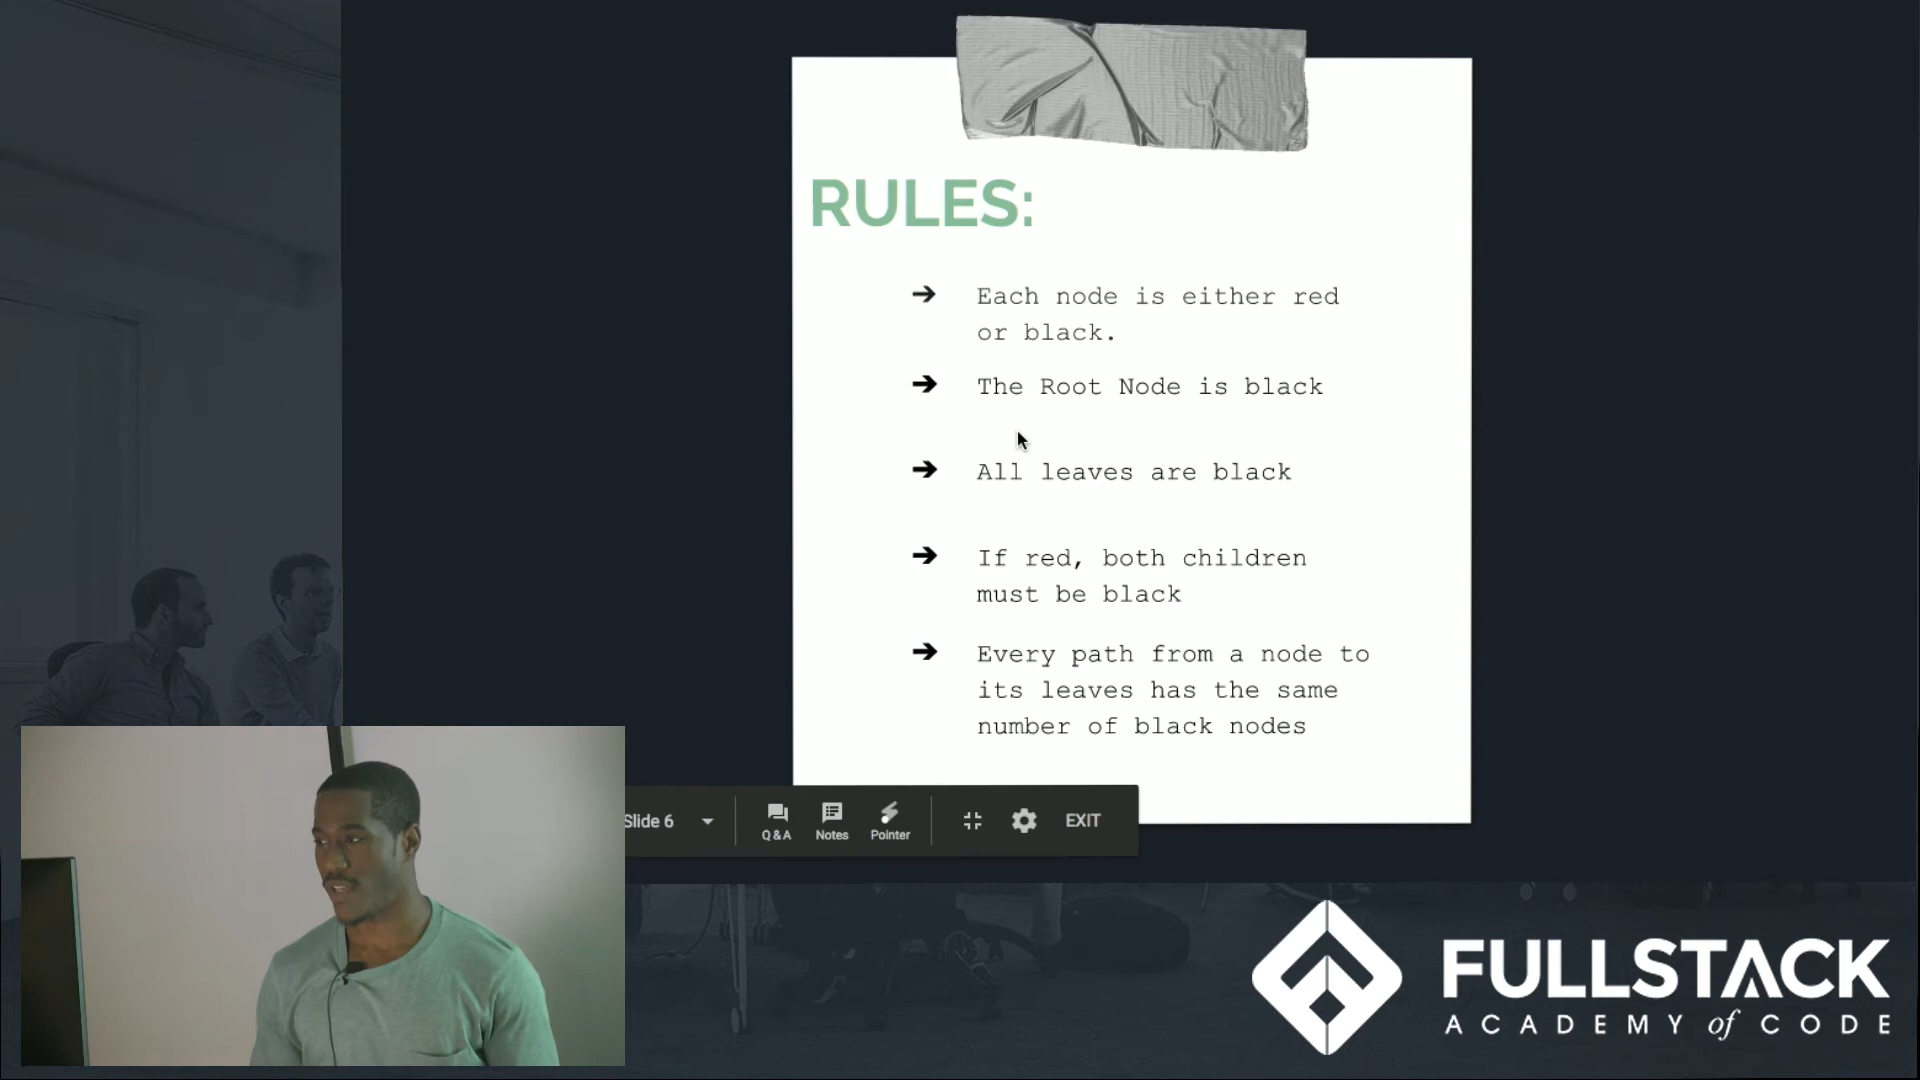 RULES:
➔ Each node is either red
or black.
➔ The Root Node is black
➔ All leaves are black
➔ If red, both children
must be black
➔ Every path from a node to
its leaves has the same
number of black nodes
Slide 6
Q&A
Notes
Pointer
EXIT
FULLSTACK
ACADEMY of CODE